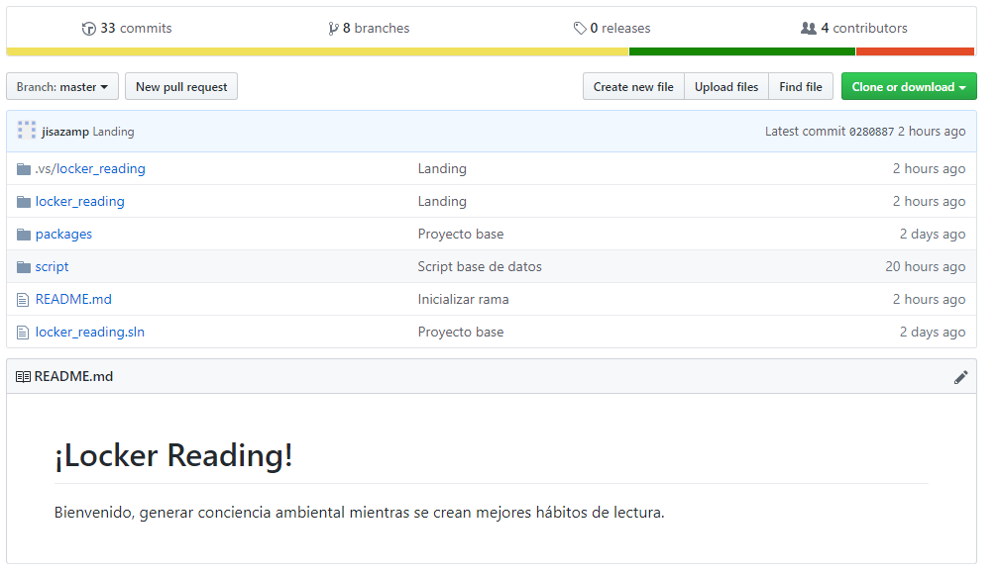 33 commits 8 branches 0 releases 4 contributors
Branch: master New pull request Create new file Upload files Find file Clone or download
jisazamp Landing Latest commit 0280887 2 hours ago
.vs/locker_reading Landing 2 hours ago
locker_reading Landing 2 hours ago
packages Proyecto base 2 days ago
script Script base de datos 20 hours ago
README.md Inicializar rama 2 hours ago
locker_reading.sln Proyecto base 2 days ago
README.md
¡Locker Reading!
Bienvenido, generar conciencia ambiental mientras se crean mejores hábitos de lectura.